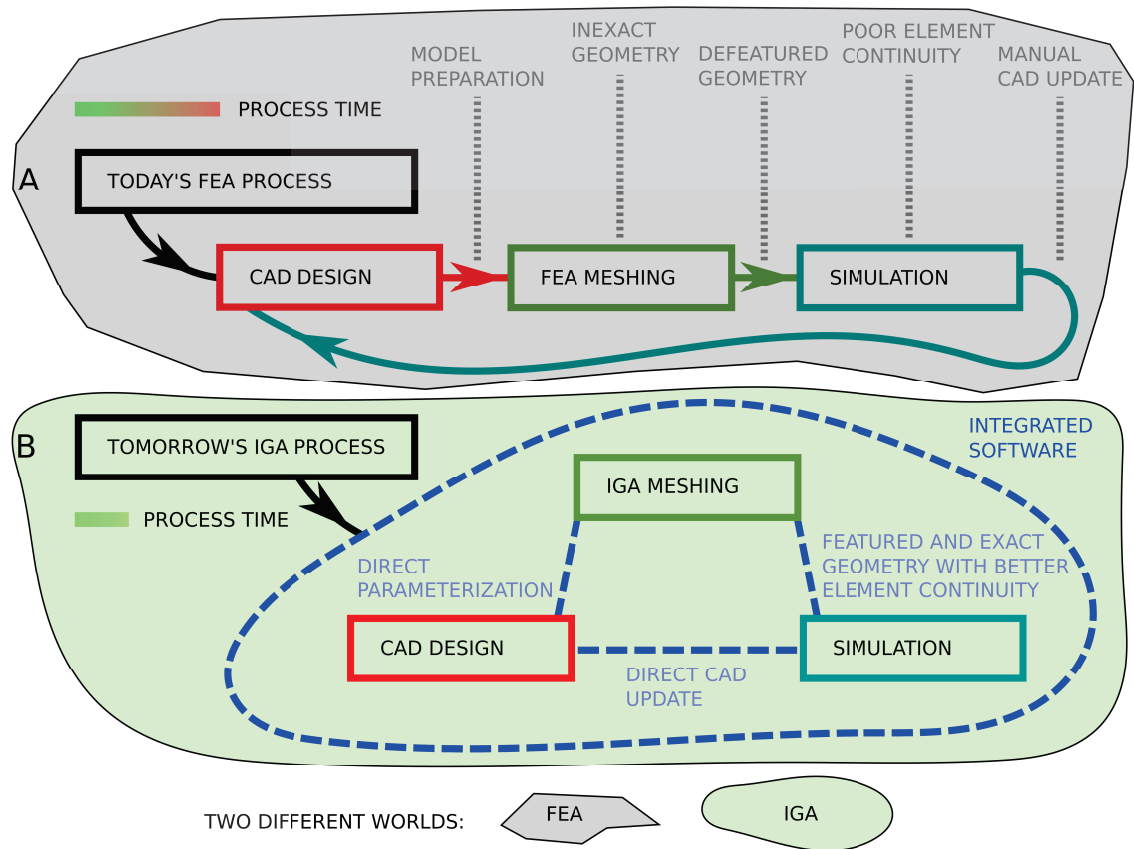 MODEL
PREPARATION
INEXACT
GEOMETRY
DEFEATURED
GEOMETRY
POOR ELEMENT
CONTINUITY
MANUAL
CAD UPDATE
PROCESS TIME
A
TODAY'S FEA PROCESS
CAD DESIGN
FEA MESHING
SIMULATION
B
TOMORROW'S IGA PROCESS
INTEGRATED
SOFTWARE
PROCESS TIME
IGA MESHING
DIRECT
PARAMETERIZATION
FEATURED AND EXACT
GEOMETRY WITH BETTER
ELEMENT CONTINUITY
CAD DESIGN
SIMULATION
DIRECT CAD
UPDATE
TWO DIFFERENT WORLDS:
FEA
IGA